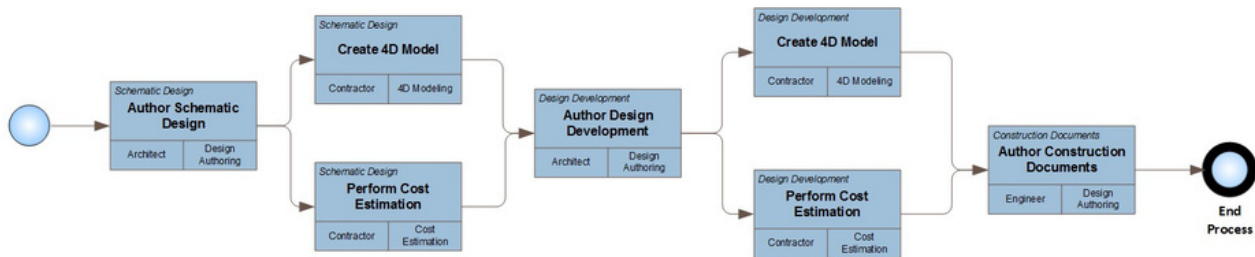 Schematic Design
Author Schematic
Design
Architect
Design
Authoring
Schematic Design
Create 4D Model
Contractor
4D Modeling
Schematic Design
Perform Cost
Estimation
Contractor
Cost
Estimation
Design Development
Author Design
Development
Architect
Design
Authoring
Design Development
Create 4D Model
Contractor
4D Modeling
Design Development
Perform Cost
Estimation
Contractor
Cost
Estimation
Construction Documents
Author Construction
Documents
Engineer
Design
Authoring
End
Process